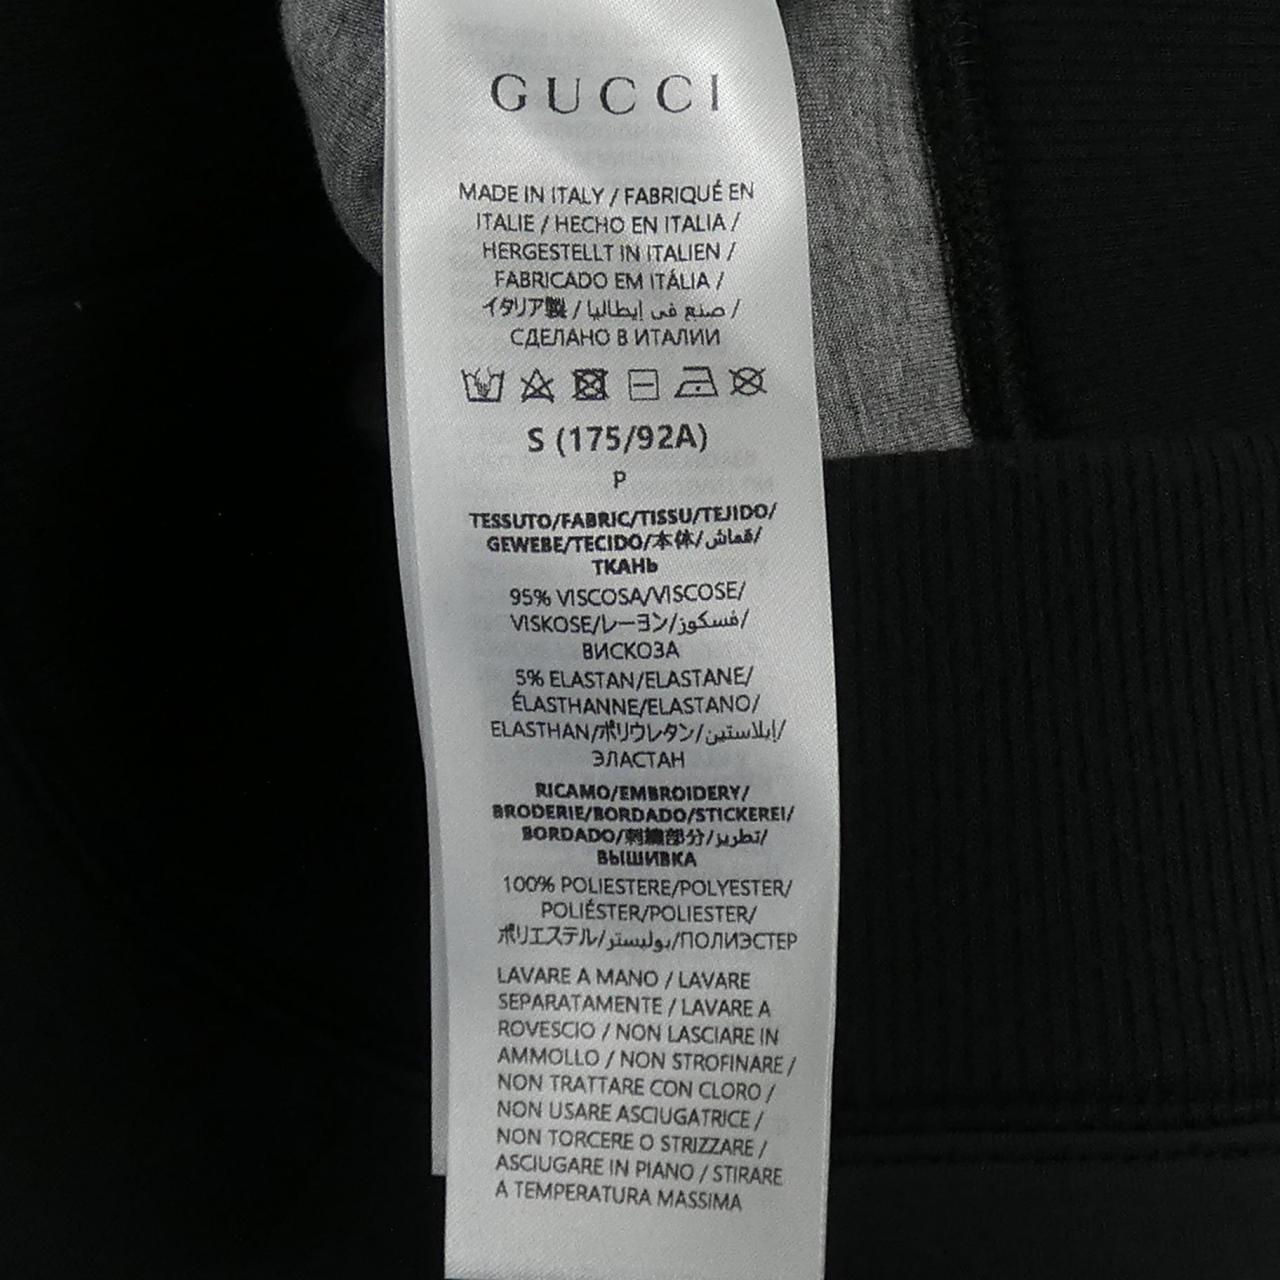 GUCCI
MADE IN ITALY / FABRIQUÉ EN
ITALIE / HECHO EN ITALIA /
HERGESTELLT IN ITALIEN /
FABRICADO EM ITÁLIA /
イタリア製 / صنع في إيطاليا /
СДЕЛАНО В ИТАЛИИ
S (175/92A)
P
TESSUTO/FABRIC/TISSU/TEJIDO/
GEWEBE/TECIDO/本体/قماش/
ТКАНЬ
95% VISCOSA/VISCOSE/
VISKOSE/レーヨン/فسكوز/
ВИСКОЗА
5% ELASTAN/ELASTANE/
ÉLASTHANNE/ELASTANO/
ELASTHAN/ポリウレタン/إيلاستين/
ЭЛАСТАН
RICAMO/EMBROIDERY/
BRODERIE/BORDADO/STICKEREI/
BORDADO/刺繍部分/تطريز/
ВЫШИВКА
100% POLIESTERE/POLYESTER/
POLIÉSTER/POLIESTER/
ポリエステル/بوليستر/ПОЛИЭСТЕР
LAVARE A MANO / LAVARE
SEPARATAMENTE / LAVARE A
ROVESCIO / NON LASCIARE IN
AMMOLLO / NON STROFINARE /
NON TRATTARE CON CLORO /
NON USARE ASCIUGATRICE /
NON TORCERE O STRIZZARE /
ASCIUGARE IN PIANO / STIRARE
A TEMPERATURA MASSIMA